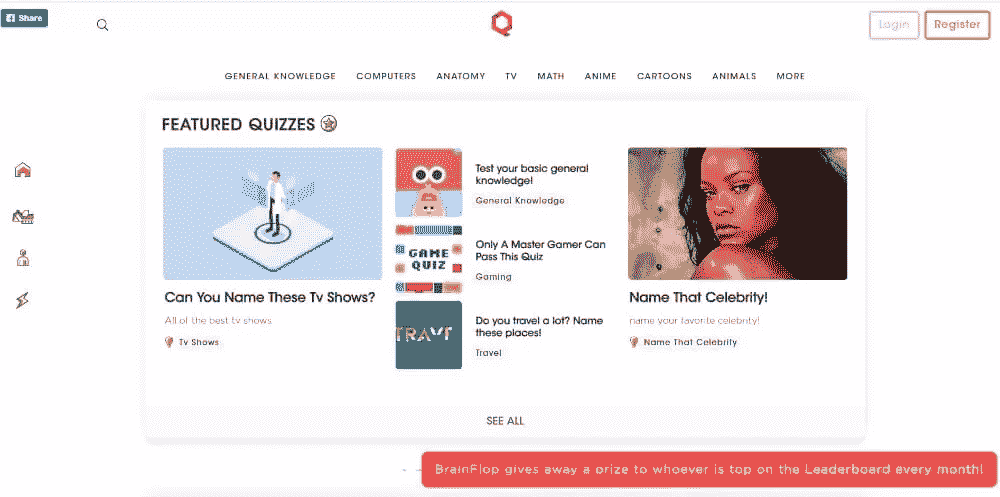 Share
Login
Register
GENERAL KNOWLEDGE COMPUTERS ANATOMY TV MATH ANIME CARTOONS ANIMALS MORE
FEATURED QUIZZES
Can You Name These Tv Shows?
All of the best tv shows
Tv Shows
Test your basic general
knowledge!
General Knowledge
GAME
QUIZ
Only A Master Gamer Can
Pass This Quiz
Gaming
Do you travel a lot? Name
these places!
Travel
Name That Celebrity!
name your favorite celebrity!
Name That Celebrity
SEE ALL
BrainFlop gives away a prize to whoever is top on the Leaderboard every month!